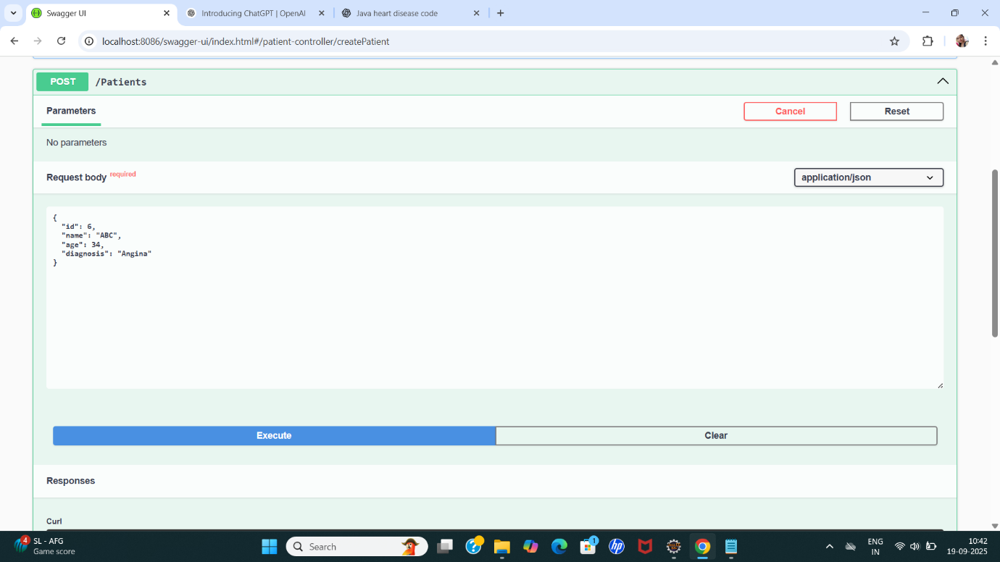 Swagger UI
Introducing ChatGPT | OpenAI
Java heart disease code
localhost:8086/swagger-ui/index.html#/patient-controller/createPatient
POST /Patients
Parameters
Cancel
Reset
No parameters
Request body required
application/json
{
  "id": 6,
  "name": "ABC",
  "age": 34,
  "diagnosis": "Angina"
}
Execute
Clear
Responses
Curl
4
SL - AFG
Game score
Search
1
hp
ENG
IN
10:42
19-09-2025